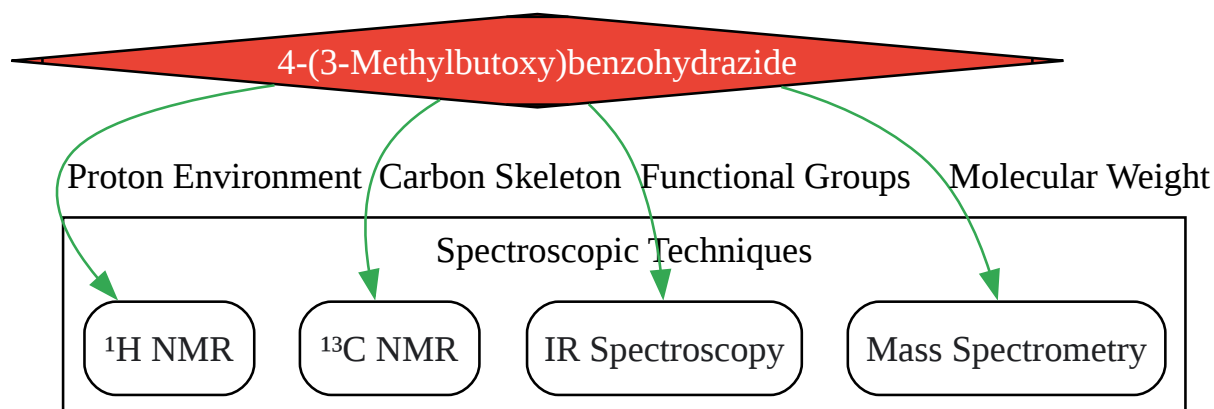 4-(3-Methylbutoxy)benzohydrazide
Proton Environment
Carbon Skeleton
Functional Groups
Molecular Weight
Spectroscopic Techniques
¹H NMR
¹³C NMR
IR Spectroscopy
Mass Spectrometry